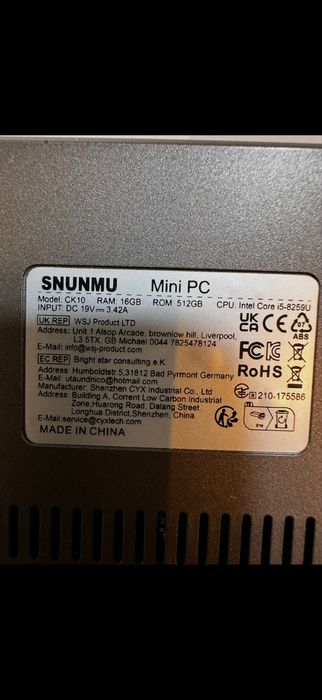 SNUNMU Mini PC
Model: CK10 RAM: 16GB ROM: 512GB CPU: Intel Core i5-8259U
INPUT: DC 19V⎓3.42A
UK REP WSJ Product LTD
Address: Unit 1 Alsop Arcade, brownlow hill, Liverpool,
L3 5TX, GB Michael 0044 7825478124
E-Mail: info@wsj-product.com
EC REP Bright star consulting e.K
Address: Humboldtstr.5,31812 Bad Pyrmont Germany
E-Mail: utaundnico@hotmail.com
Manufacturer: Shenzhen CYX Industrial Co., Ltd
Address: Building A, Corrent Low Carbon Industrial
Zone,Huarong Road, Dalang Street,
Longhua District,Shenzhen, China
E-Mail:service@cyxtech.com
MADE IN CHINA
UK
CA CE 07
ABS
FC
RoHS
R 210-175586